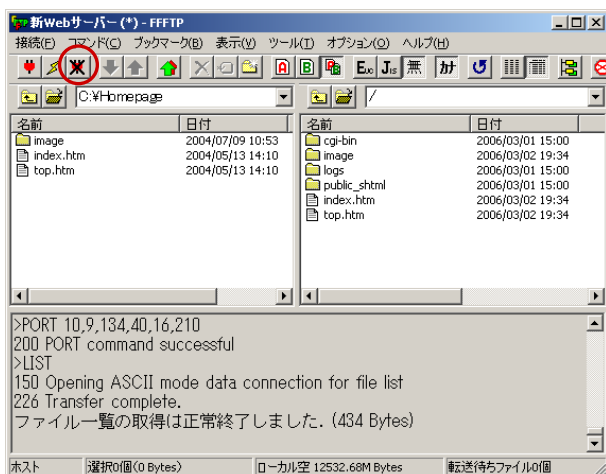 新Webサーバー (*) - FFFTP
接続(F) コマンド(C) ブックマーク(B) 表示(V) ツール(T) オプション(O) ヘルプ(H)
A B 無 カナ
C:¥Homepage /
名前 日付 名前 日付
image 2004/07/09 10:53
index.htm 2004/05/13 14:10
top.htm 2004/05/13 14:10
cgi-bin 2006/03/01 15:00
image 2006/03/02 19:34
logs 2006/03/01 15:00
public_shtml 2006/03/01 15:00
index.htm 2006/03/02 19:34
top.htm 2006/03/02 19:34
>PORT 10,9,134,40,16,210
200 PORT command successful
>LIST
150 Opening ASCII mode data connection for file list
226 Transfer complete.
ファイル一覧の取得は正常終了しました. (434 Bytes)
ホスト 選択0個(0 Bytes) ローカル空 12532.68M Bytes 転送待ちファイル0個